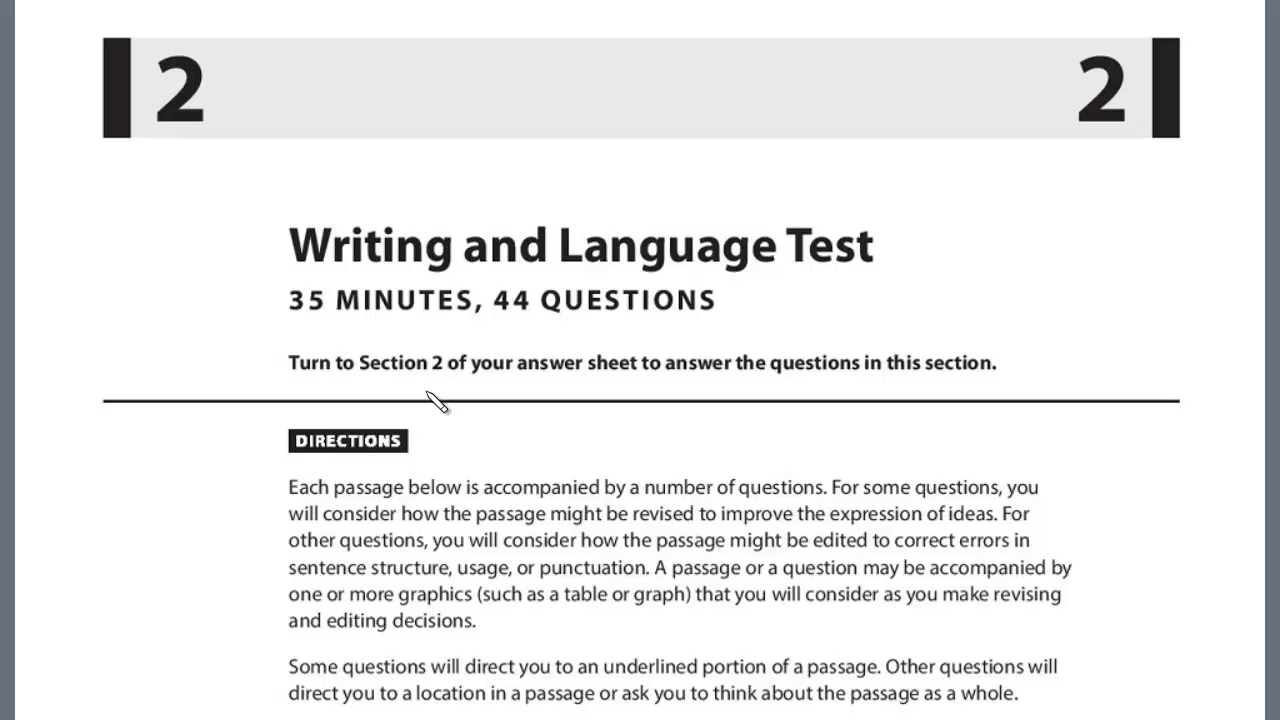 2 2
Writing and Language Test
35 MINUTES, 44 QUESTIONS
Turn to Section 2 of your answer sheet to answer the questions in this section.
DIRECTIONS
Each passage below is accompanied by a number of questions. For some questions, you
will consider how the passage might be revised to improve the expression of ideas. For
other questions, you will consider how the passage might be edited to correct errors in
sentence structure, usage, or punctuation. A passage or a question may be accompanied by
one or more graphics (such as a table or graph) that you will consider as you make revising
and editing decisions.
Some questions will direct you to an underlined portion of a passage. Other questions will
direct you to a location in a passage or ask you to think about the passage as a whole.